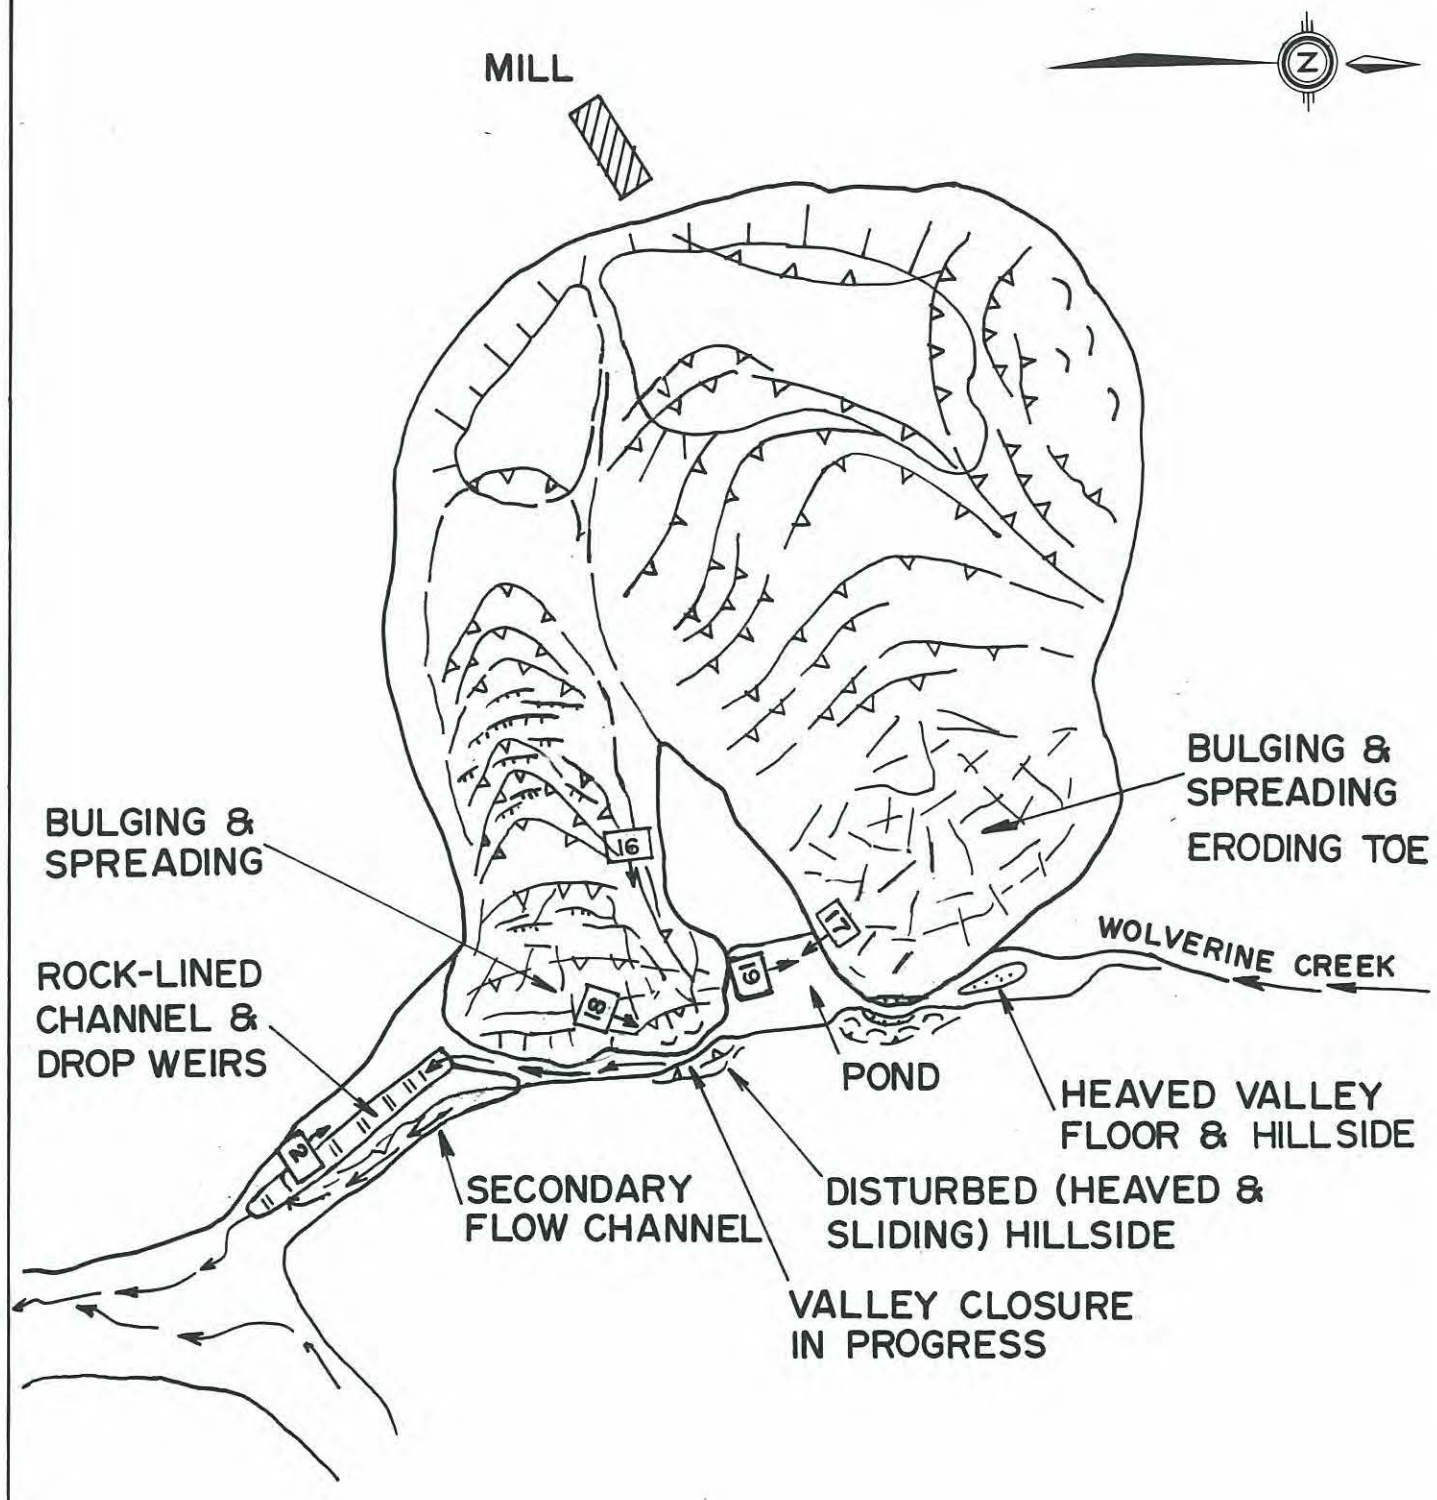 MILL
Z
BULGING &
SPREADING
ERODING TOE
BULGING &
SPREADING
16
17
WOLVERINE CREEK
19
18
ROCK-LINED
CHANNEL &
DROP WEIRS
POND
HEAVED VALLEY
FLOOR & HILLSIDE
2
SECONDARY
FLOW CHANNEL
DISTURBED (HEAVED &
SLIDING) HILLSIDE
VALLEY CLOSURE
IN PROGRESS